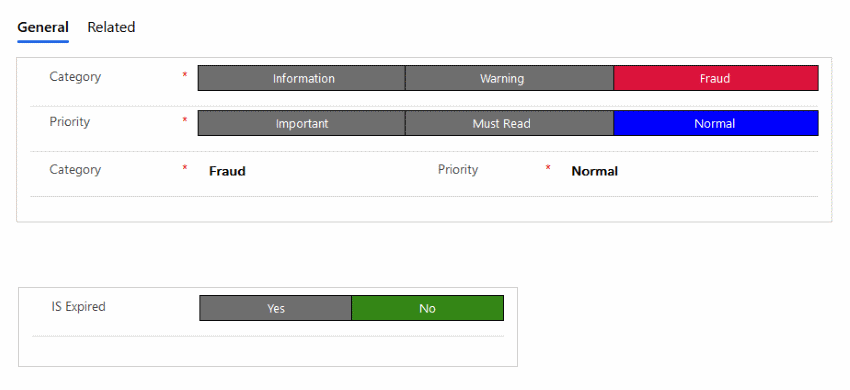 General Related
Category * Information Warning Fraud
Priority * Important Must Read Normal
Category * Fraud Priority * Normal
IS Expired Yes No